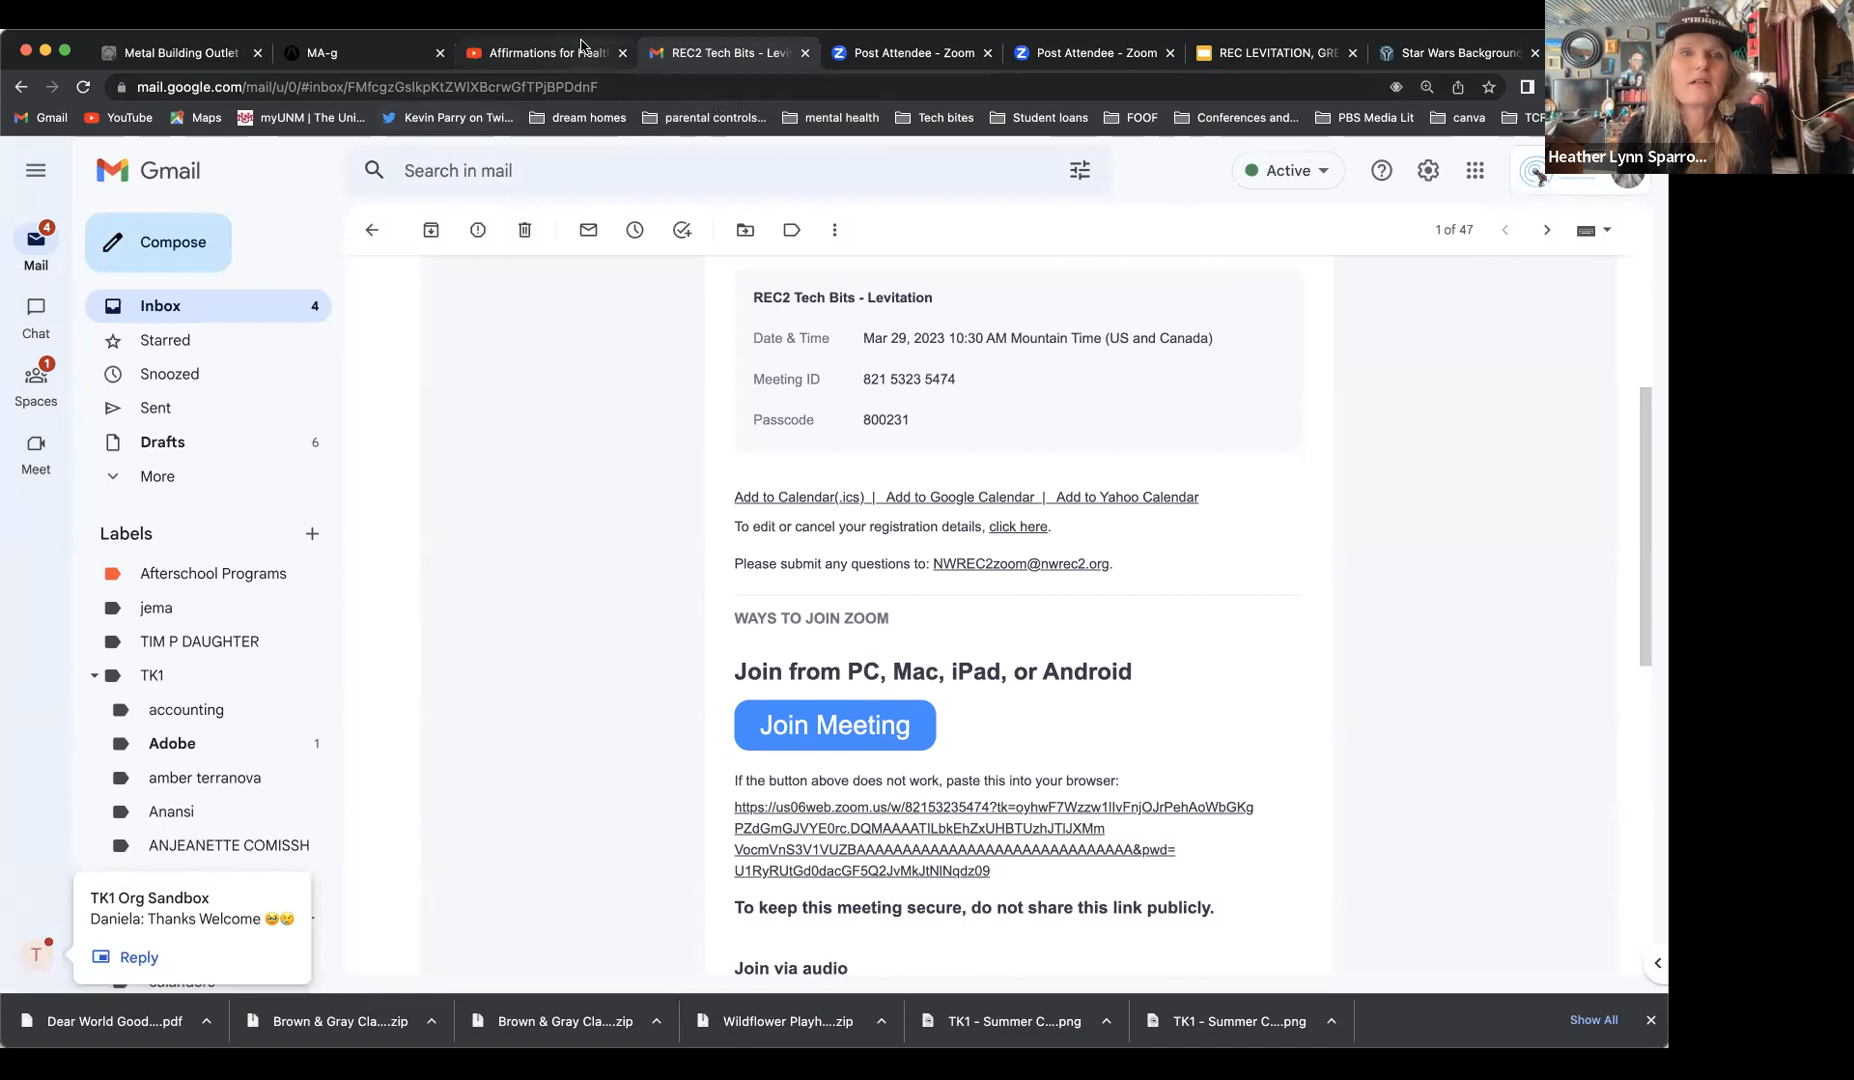 Metal Building Outlet
MA-g
Affirmations for Healt
REC2 Tech Bits - Levi
Post Attendee - Zoom
Post Attendee - Zoom
REC LEVITATION, GRE
Star Wars Background
mail.google.com/mail/u/0/#inbox/FMfcgzGslkpKtZWlXBcrwGfTPjBPDdnF
Gmail
YouTube
Maps
myUNM | The Uni...
Kevin Parry on Twi...
dream homes
parental controls...
mental health
Tech bites
Student loans
FOOF
Conferences and...
PBS Media Lit
canva
TCF
Heather Lynn Sparro...
Gmail
Search in mail
Active
4
Mail
Compose
1 of 47
Inbox 4
Chat
Starred
1
Spaces
Snoozed
Sent
Meet
Drafts 6
More
Labels
Afterschool Programs
jema
TIM P DAUGHTER
TK1
accounting
Adobe 1
amber terranova
Anansi
ANJEANETTE COMISSH
REC2 Tech Bits - Levitation
Date & Time Mar 29, 2023 10:30 AM Mountain Time (US and Canada)
Meeting ID 821 5323 5474
Passcode 800231
Add to Calendar(.ics) | Add to Google Calendar | Add to Yahoo Calendar
To edit or cancel your registration details, click here.
Please submit any questions to: NWREC2zoom@nwrec2.org.
WAYS TO JOIN ZOOM
Join from PC, Mac, iPad, or Android
Join Meeting
If the button above does not work, paste this into your browser:
https://us06web.zoom.us/w/82153235474?tk=oyhwF7Wzzw1lIvFnjOJrPehAoWbGKg
PZdGmGJVYE0rc.DQMAAAATILbkEhZxUHBTUzhJTlJXMm
VocmVnS3V1VUZBAAAAAAAAAAAAAAAAAAAAAAAAAAAAAA&pwd=
U1RyRUtGd0dacGF5Q2JvMkJtNlNqdz09
To keep this meeting secure, do not share this link publicly.
Join via audio
TK1 Org Sandbox
Daniela: Thanks Welcome 🥹😢
T
Reply
Dear World Good....pdf
Brown & Gray Cla....zip
Brown & Gray Cla....zip
Wildflower Playh....zip
TK1 - Summer C....png
TK1 - Summer C....png
Show All